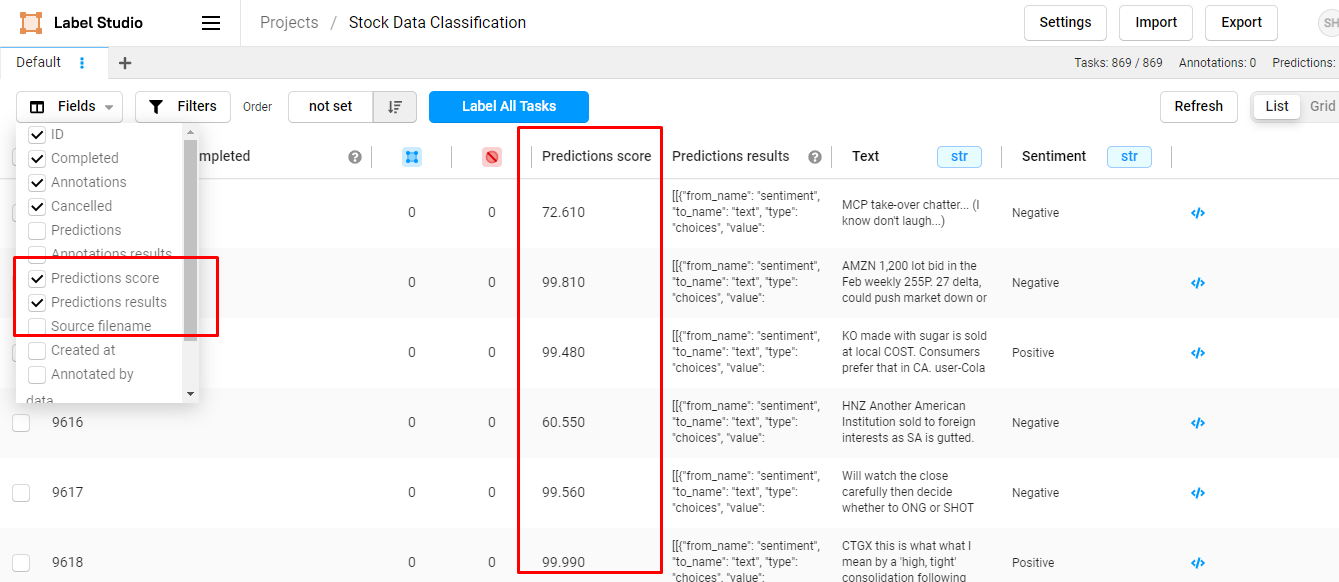 Label Studio
Projects / Stock Data Classification
Settings
Import
Export
SH
Default
Tasks: 869 / 869 Annotations: 0 Predictions:
Fields
Filters
Order
not set
Label All Tasks
Refresh
List
Grid
ID
Completed
Annotations
Cancelled
Predictions
Annotations results
Predictions score
Predictions results
Source filename
Created at
Annotated by
data
mpleted
Predictions score
Predictions results
Text str
Sentiment str
0 0 72.610
[[{"from_name": "sentiment",
"to_name": "text", "type":
"choices", "value":
MCP take-over chatter... (I
know don't laugh...)
Negative
0 0 99.810
[[{"from_name": "sentiment",
"to_name": "text", "type":
"choices", "value":
AMZN 1,200 lot bid in the
Feb weekly 255P. 27 delta,
could push market down or
Negative
0 0 99.480
[[{"from_name": "sentiment",
"to_name": "text", "type":
"choices", "value":
KO made with sugar is sold
at local COST. Consumers
prefer that in CA. user-Cola
Positive
9616 0 0 60.550
[[{"from_name": "sentiment",
"to_name": "text", "type":
"choices", "value":
HNZ Another American
Institution sold to foreign
interests as SA is gutted.
Negative
9617 0 0 99.560
[[{"from_name": "sentiment",
"to_name": "text", "type":
"choices", "value":
Will watch the close
carefully then decide
whether to ONG or SHOT
Negative
9618 0 0 99.990
[[{"from_name": "sentiment",
"to_name": "text", "type":
"choices", "value":
CTGX this is what what I
mean by a 'high, tight'
consolidation following
Positive